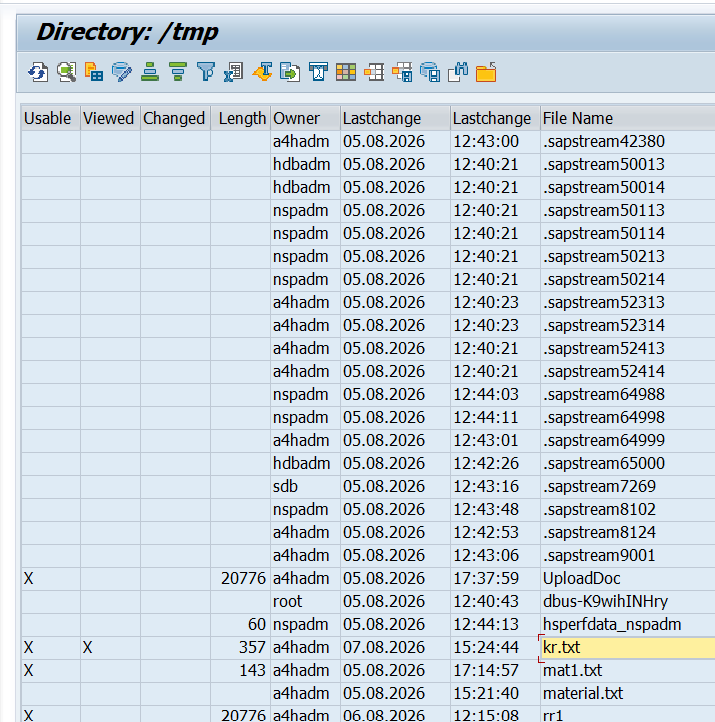 Directory: /tmp
Usable Viewed Changed Length Owner Lastchange Lastchange File Name
a4hadm 05.08.2026 12:43:00 .sapstream42380
hdbadm 05.08.2026 12:40:21 .sapstream50013
hdbadm 05.08.2026 12:40:21 .sapstream50014
nspadm 05.08.2026 12:40:21 .sapstream50113
nspadm 05.08.2026 12:40:21 .sapstream50114
nspadm 05.08.2026 12:40:21 .sapstream50213
nspadm 05.08.2026 12:40:21 .sapstream50214
a4hadm 05.08.2026 12:40:23 .sapstream52313
a4hadm 05.08.2026 12:40:23 .sapstream52314
a4hadm 05.08.2026 12:40:21 .sapstream52413
a4hadm 05.08.2026 12:40:21 .sapstream52414
nspadm 05.08.2026 12:44:03 .sapstream64988
nspadm 05.08.2026 12:44:11 .sapstream64998
a4hadm 05.08.2026 12:43:01 .sapstream64999
hdbadm 05.08.2026 12:42:26 .sapstream65000
sdb 05.08.2026 12:43:16 .sapstream7269
nspadm 05.08.2026 12:43:48 .sapstream8102
a4hadm 05.08.2026 12:42:53 .sapstream8124
a4hadm 05.08.2026 12:43:06 .sapstream9001
X 20776 a4hadm 05.08.2026 17:37:59 UploadDoc
root 05.08.2026 12:40:43 dbus-K9wihINHry
60 nspadm 05.08.2026 12:44:13 hsperfdata_nspadm
X X 357 a4hadm 07.08.2026 15:24:44 kr.txt
X 143 a4hadm 05.08.2026 17:14:57 mat1.txt
a4hadm 05.08.2026 15:21:40 material.txt
X 20776 a4hadm 06.08.2026 12:15:08 rr1